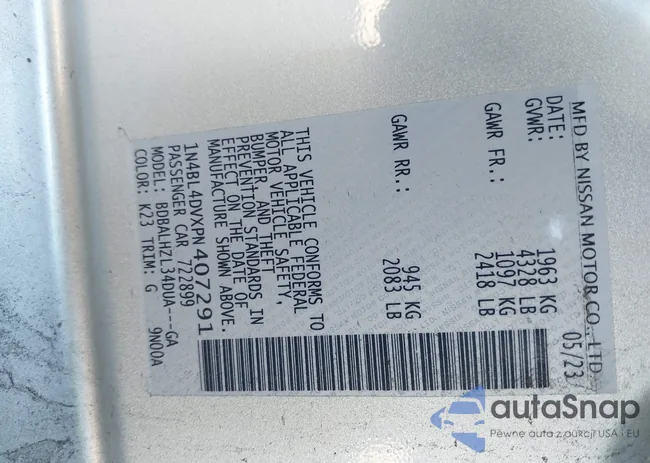 MFD BY NISSAN MOTOR CO., LTD.
DATE: 05/23
GVWR: 1963 KG
4328 LB
GAWR FR.: 1097 KG
2418 LB
GAWR RR.: 945 KG
2083 LB
THIS VEHICLE CONFORMS TO
ALL APPLICABLE FEDERAL
MOTOR VEHICLE SAFETY,
BUMPER, AND THEFT
PREVENTION STANDARDS IN
EFFECT ON THE DATE OF
MANUFACTURE SHOWN ABOVE.
1N4BL4DVXPN407291
PASSENGER CAR 722899
MODEL: BDBALHZL34DUA---GA
COLOR: K23 TRIM: G 9N00A
autaSnap
Pewne auta z aukcji USA i EU